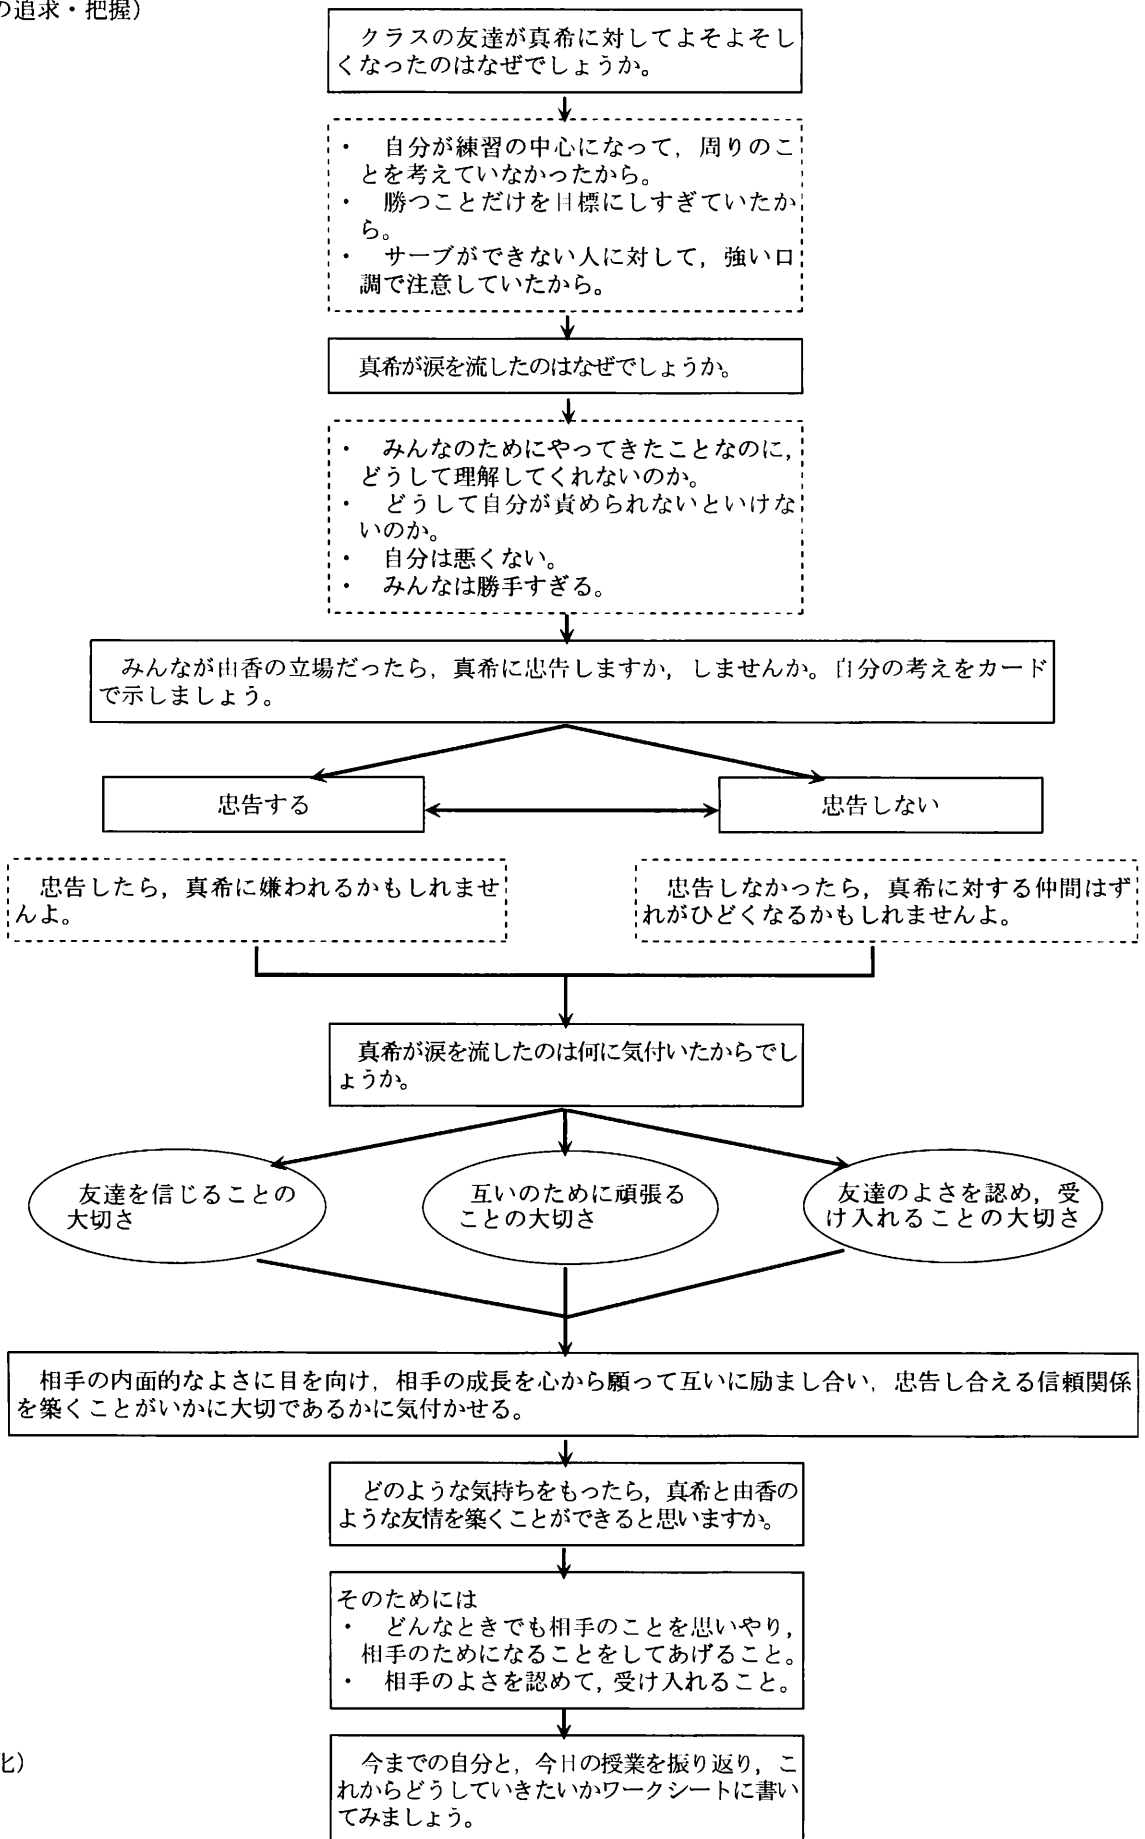 の追求・把握)
クラスの友達が真希に対してよそよそし
くなったのはなぜでしょうか。
・　自分が練習の中心になって，周りのこ
とを考えていなかったから。
・　勝つことだけを目標にしすぎていたか
ら。
・　サーブができない人に対して，強い口
調で注意していたから。
真希が涙を流したのはなぜでしょうか。
・　みんなのためにやってきたことなのに，
どうして理解してくれないのか。
・　どうして自分が責められないといけな
いのか。
・　自分は悪くない。
・　みんなは勝手すぎる。
みんなが由香の立場だったら，真希に忠告しますか，しませんか。自分の考えをカード
で示しましょう。
忠告する
忠告しない
忠告したら，真希に嫌われるかもしれませ
んよ。
忠告しなかったら，真希に対する仲間はず
れがひどくなるかもしれませんよ。
真希が涙を流したのは何に気付いたからでし
ょうか。
友達を信じることの
大切さ
互いのために頑張る
ことの大切さ
友達のよさを認め，受
け入れることの大切さ
相手の内面的なよさに目を向け，相手の成長を心から願って互いに励まし合い，忠告し合える信頼関係
を築くことがいかに大切であるかに気付かせる。
どのような気持ちをもったら，真希と由香の
ような友情を築くことができると思いますか。
そのためには
・　どんなときでも相手のことを思いやり，
相手のためになることをしてあげること。
・　相手のよさを認めて，受け入れること。
化)
今までの自分と，今日の授業を振り返り，こ
れからどうしていきたいかワークシートに書い
てみましょう。